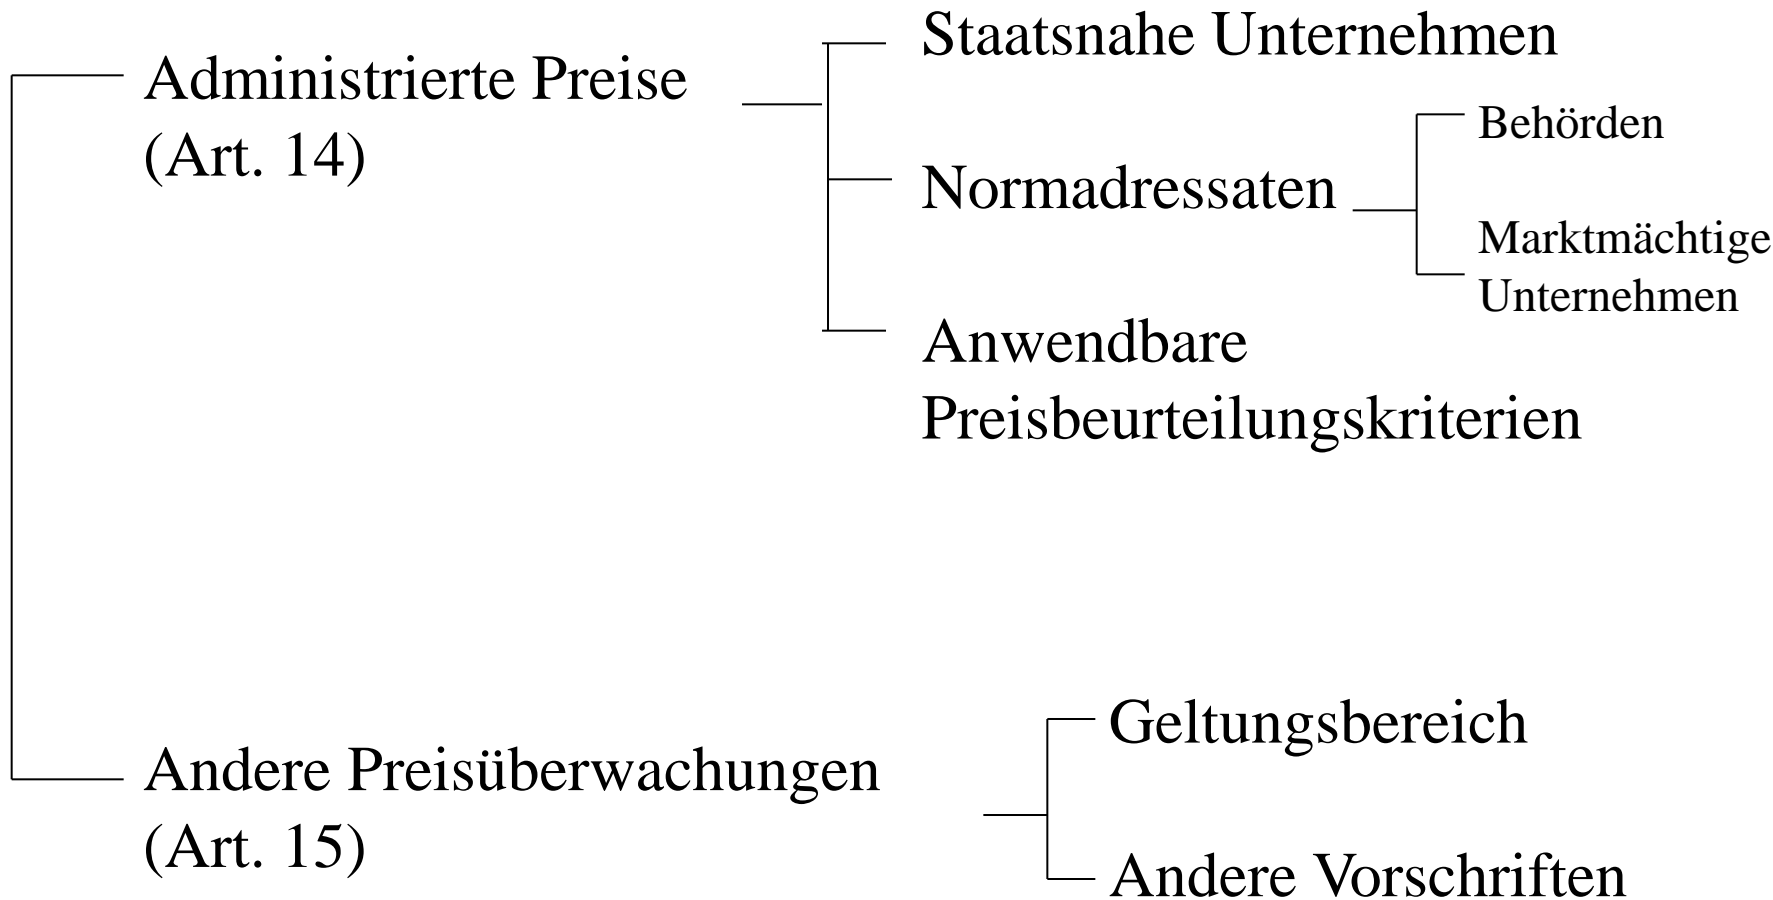 Administrierte Preise
(Art. 14)
Staatsnahe Unternehmen
Normadressaten
Behörden
Marktmächtige
Unternehmen
Anwendbare
Preisbeurteilungskriterien
Andere Preisüberwachungen
(Art. 15)
Geltungsbereich
Andere Vorschriften